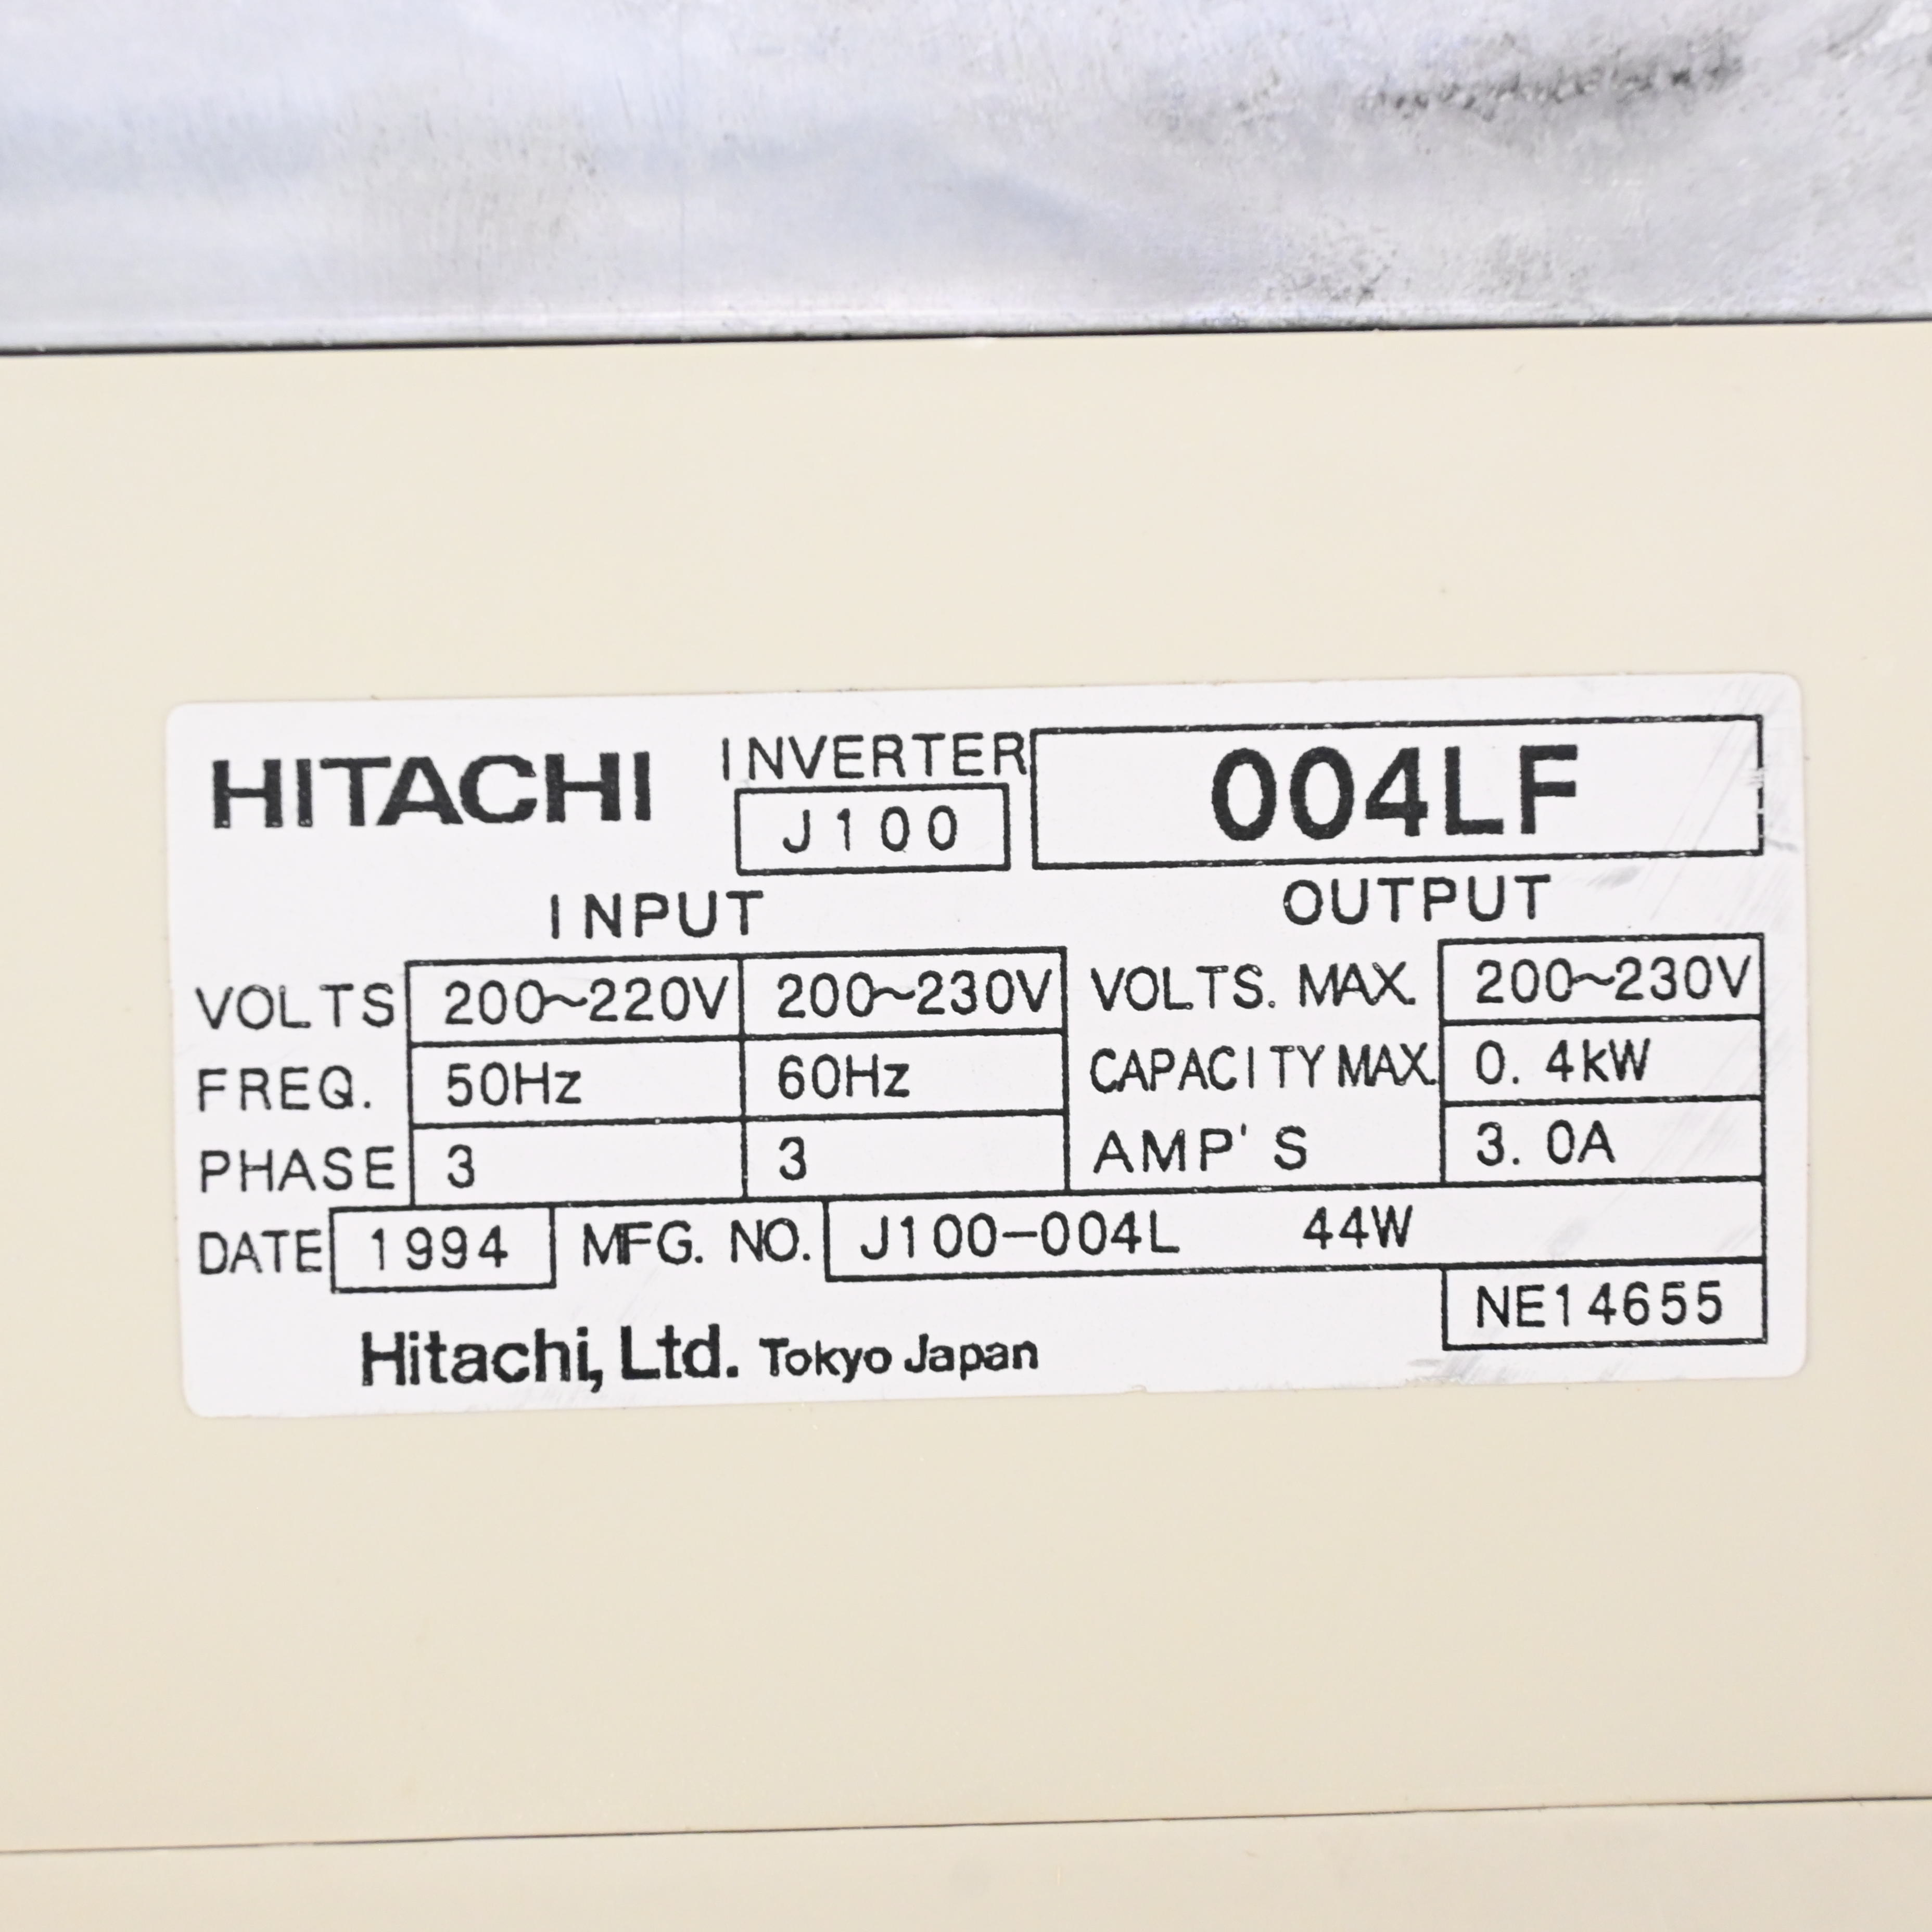 HITACHI INVERTER J100 004LF
INPUT OUTPUT
VOLTS 200~220V 200~230V VOLTS. MAX. 200~230V
FREQ. 50Hz 60Hz CAPACITY MAX. 0.4kW
PHASE 3 3 AMP'S 3.0A
DATE 1994 MFG. NO. J100-004L 44W
NE14655
Hitachi, Ltd. Tokyo Japan